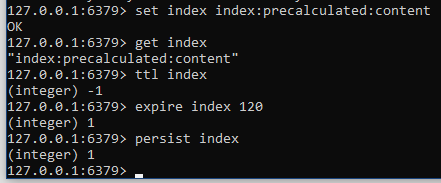 127.0.0.1:6379> set index index:precalculated:content
OK
127.0.0.1:6379> get index
"index:precalculated:content"
127.0.0.1:6379> ttl index
(integer) -1
127.0.0.1:6379> expire index 120
(integer) 1
127.0.0.1:6379> persist index
(integer) 1
127.0.0.1:6379>